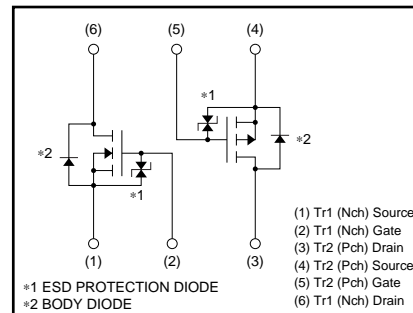 (6) (5) (4)
∗1
∗2 ∗2
∗1
(1) (2) (3)
(1) Tr1 (Nch) Source
(2) Tr1 (Nch) Gate
(3) Tr2 (Pch) Drain
(4) Tr2 (Pch) Source
(5) Tr2 (Pch) Gate
(6) Tr1 (Nch) Drain
∗1 ESD PROTECTION DIODE
∗2 BODY DIODE